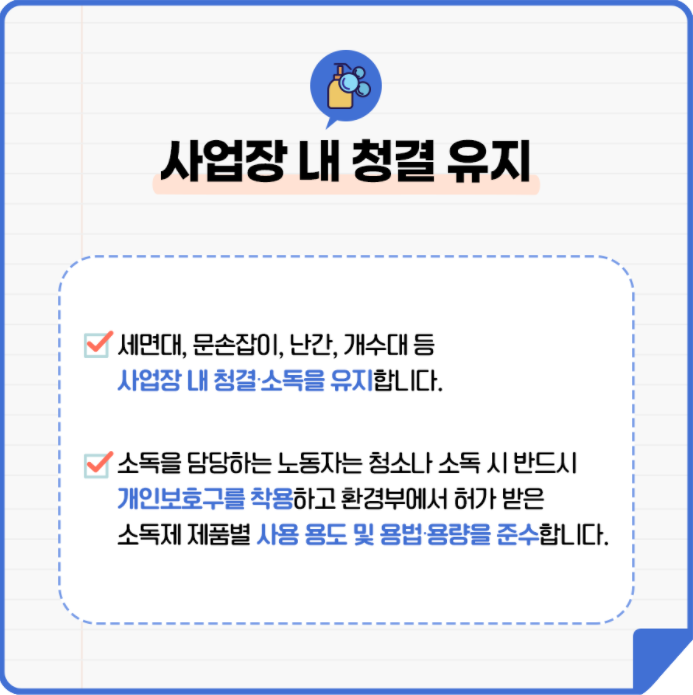 사업장 내 청결 유지
세면대, 문손잡이, 난간, 개수대 등
사업장 내 청결·소독을 유지합니다.
소독을 담당하는 노동자는 청소나 소독 시 반드시
개인보호구를 착용하고 환경부에서 허가 받은
소독제 제품별 사용 용도 및 용법·용량을 준수합니다.